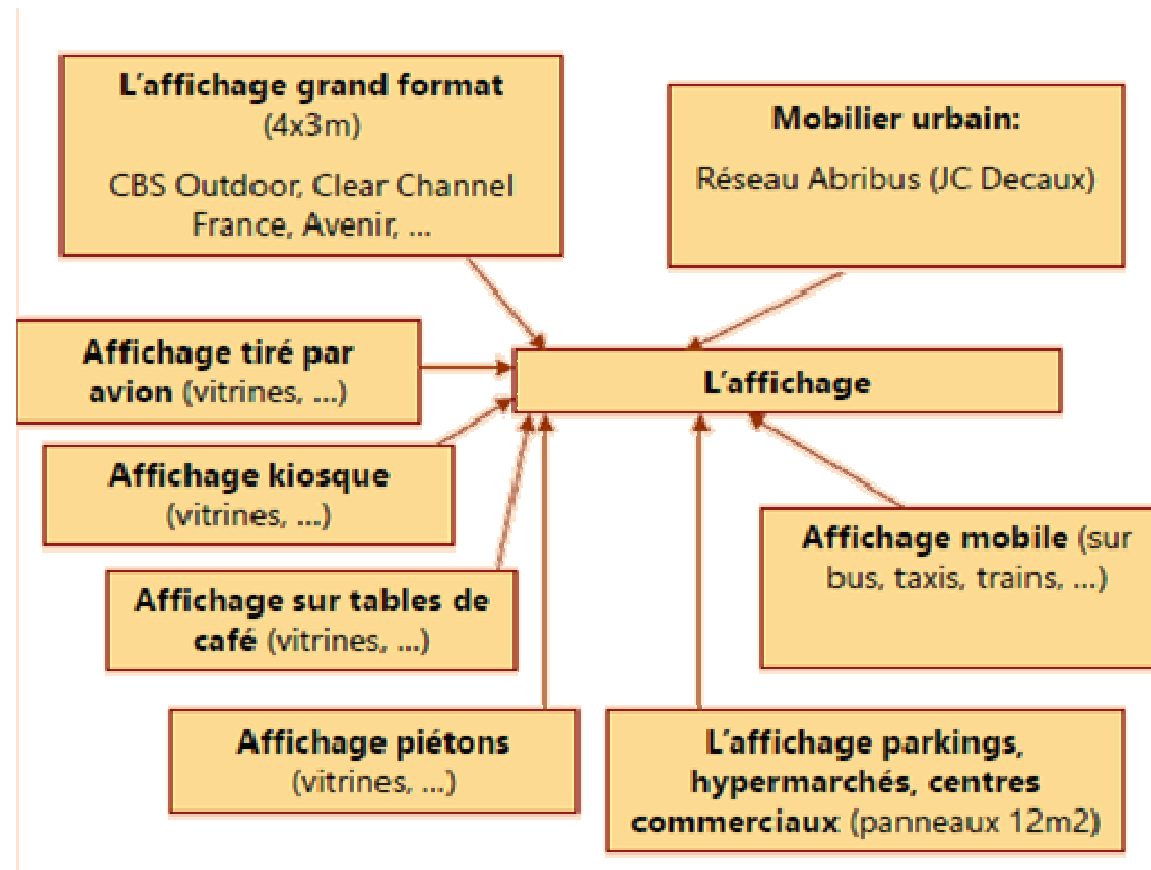 L'affichage grand format
(4x3m)
CBS Outdoor, Clear Channel
France, Avenir, ...
Mobilier urbain:
Réseau Abribus (JC Decaux)
Affichage tiré par
avion (vitrines, ...)
L'affichage
Affichage kiosque
(vitrines, ...)
Affichage sur tables de
café (vitrines, ...)
Affichage mobile (sur
bus, taxis, trains, ...)
Affichage piétons
(vitrines, ...)
L'affichage parkings,
hypermarchés, centres
commerciaux: (panneaux 12m2)